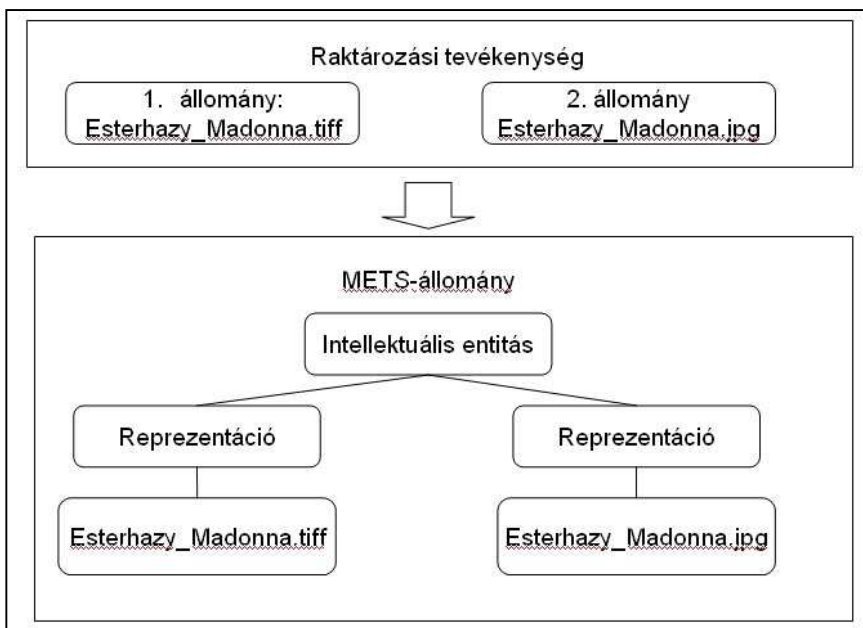 Raktározási tevékenység
1. állomány:
Esterhazy_Madonna.tiff
2. állomány
Esterhazy_Madonna.jpg
METS-állomány
Intellektuális entitás
Reprezentáció
Reprezentáció
Esterhazy_Madonna.tiff
Esterhazy_Madonna.jpg